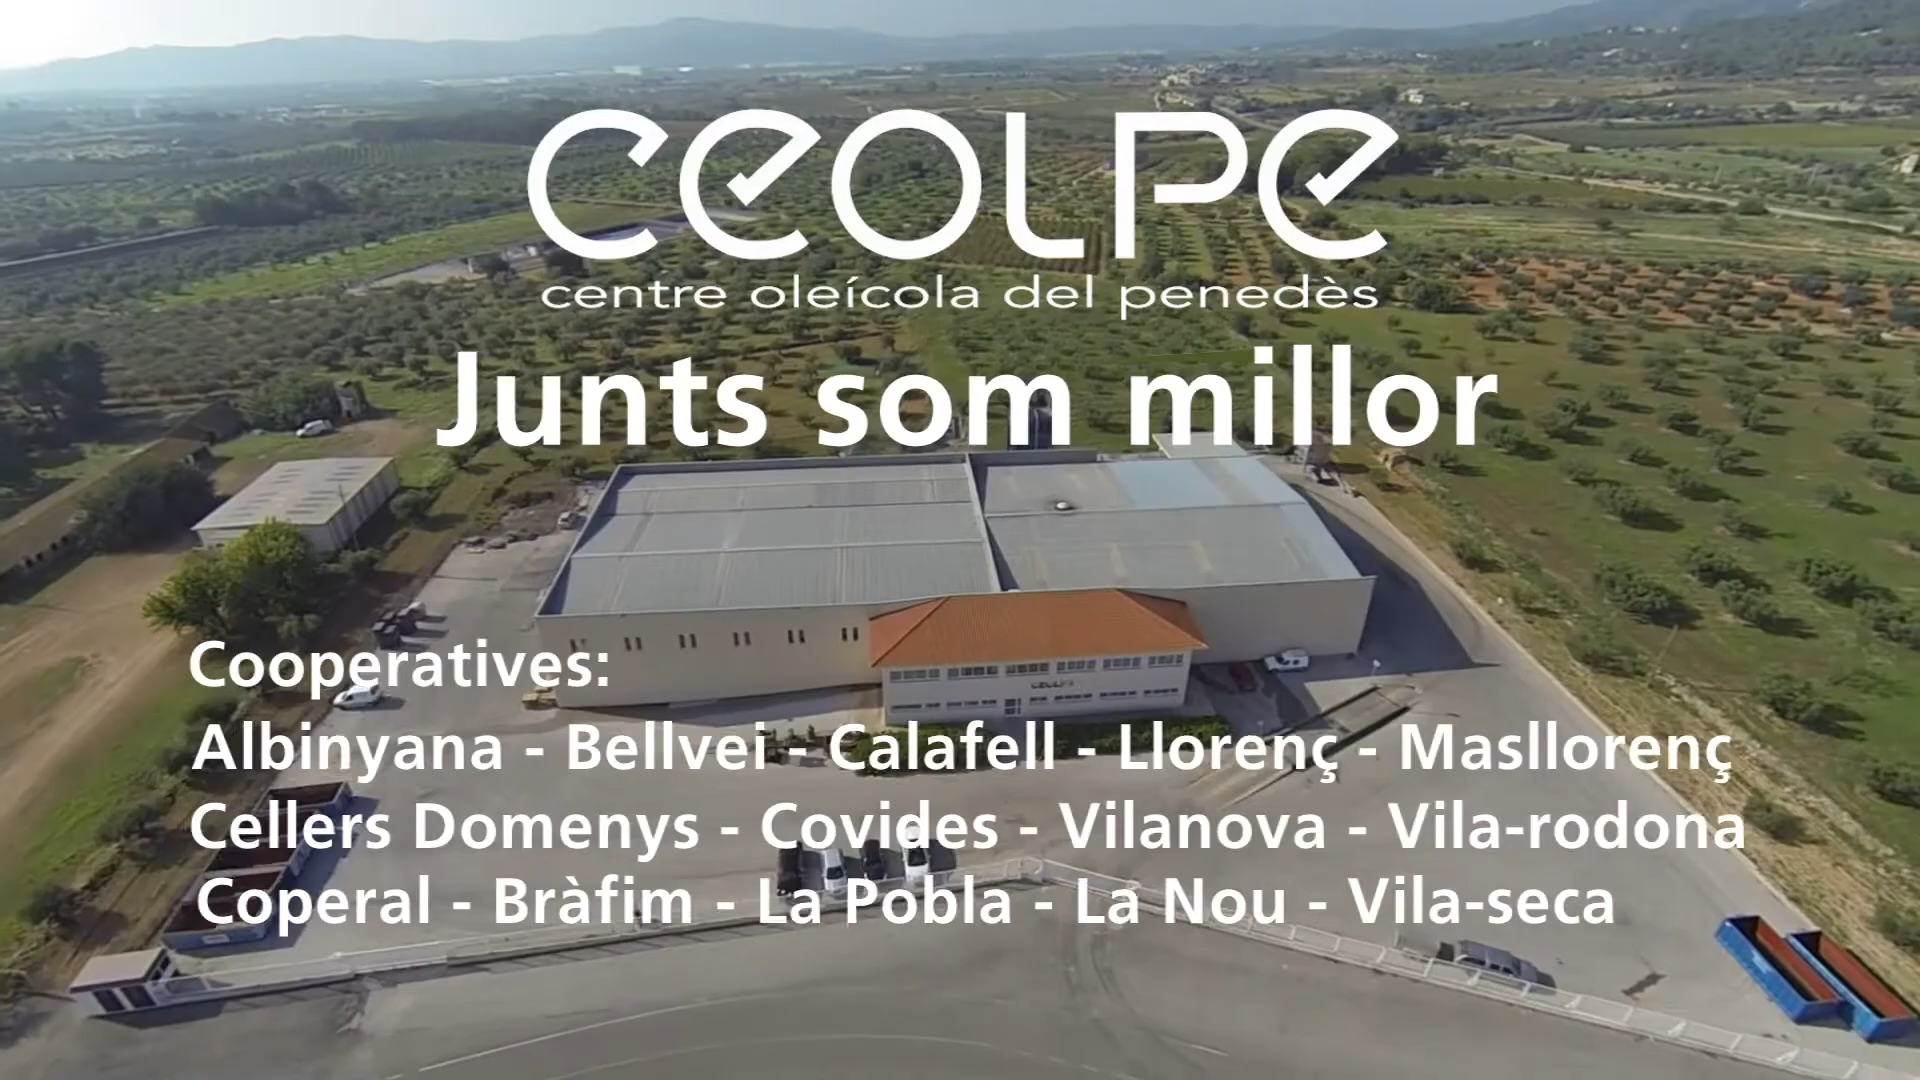 CEOLPE
centre oleícola del penedès
Junts som millor
CEOLPE
Cooperatives:
Albinyana - Bellvei - Calafell - Llorenç - Masllorenç
Cellers Domenys - Covides - Vilanova - Vila-rodona
Coperal - Bràfim - La Pobla - La Nou - Vila-seca